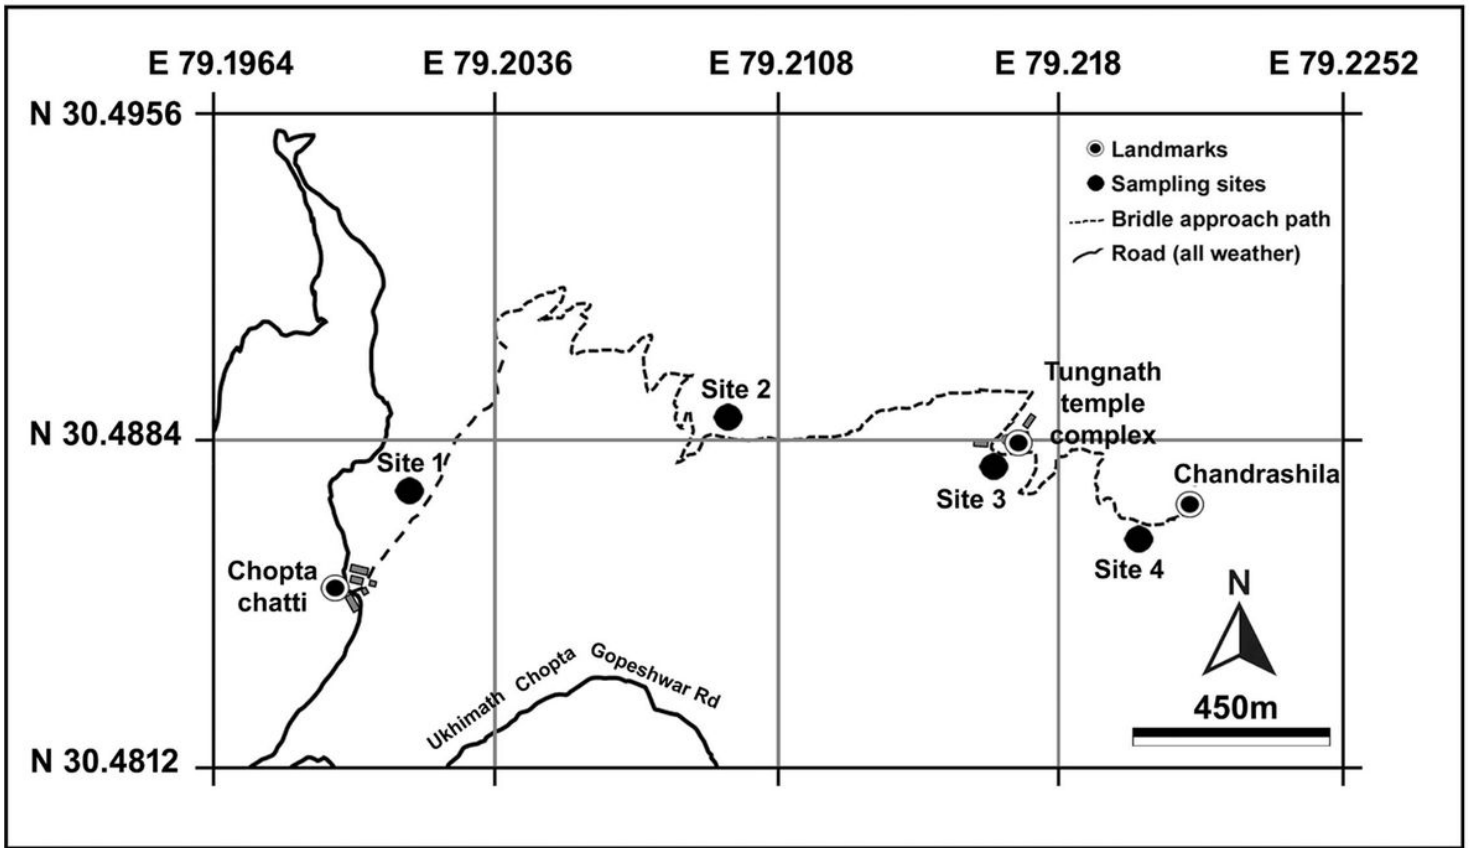 E 79.1964
E 79.2036
E 79.2108
E 79.218
E 79.2252
N 30.4956
Landmarks
Sampling sites
Bridle approach path
Road (all weather)
Tungnath
temple
complex
Site 2
N 30.4884
Site 1
Chandrashila
Site 3
Site 4
Chopta
chatti
N
Ukhimath Chopta Gopeshwar Rd
450m
N 30.4812